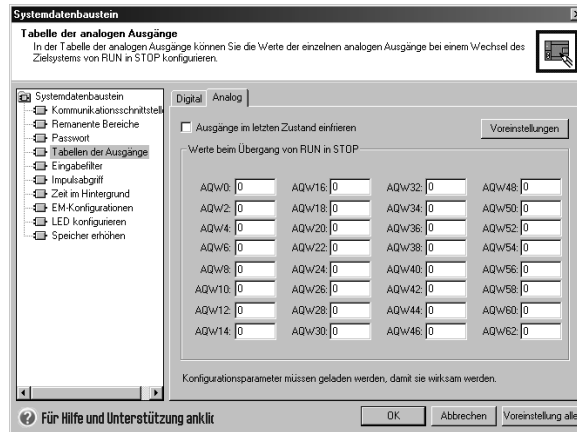 Systemdatenbaustein
Tabelle der analogen Ausgänge
In der Tabelle der analogen Ausgänge können Sie die Werte der einzelnen analogen Ausgänge bei einem Wechsel des
Zielsystems von RUN in STOP konfigurieren.
Systemdatenbaustein
Kommunikationsschnittstell
Remanente Bereiche
Passwort
Tabellen der Ausgänge
Eingabefilter
Impulsabgriff
Zeit im Hintergrund
EM-Konfigurationen
LED konfigurieren
Speicher erhöhen
Digital Analog
Ausgänge im letzten Zustand einfrieren Voreinstellungen
Werte beim Übergang von RUN in STOP
AQW0: 0 AQW16: 0 AQW32: 0 AQW48: 0
AQW2: 0 AQW18: 0 AQW34: 0 AQW50: 0
AQW4: 0 AQW20: 0 AQW36: 0 AQW52: 0
AQW6: 0 AQW22: 0 AQW38: 0 AQW54: 0
AQW8: 0 AQW24: 0 AQW40: 0 AQW56: 0
AQW10: 0 AQW26: 0 AQW42: 0 AQW58: 0
AQW12: 0 AQW28: 0 AQW44: 0 AQW60: 0
AQW14: 0 AQW30: 0 AQW46: 0 AQW62: 0
Konfigurationsparameter müssen geladen werden, damit sie wirksam werden.
Für Hilfe und Unterstützung anklic
OK Abbrechen Voreinstellung alle